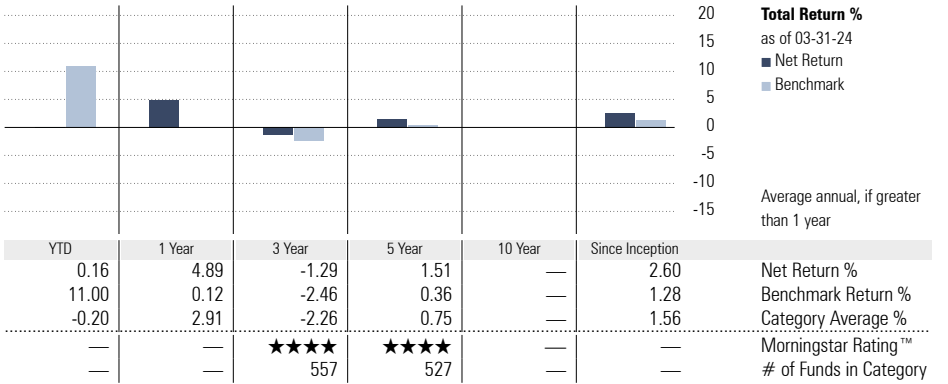 20
15
10
5
0
-5
-10
-15
Total Return %
as of 03-31-24
Net Return
Benchmark
Average annual, if greater
than 1 year
YTD 1 Year 3 Year 5 Year 10 Year Since Inception
0.16 4.89 -1.29 1.51 — 2.60 Net Return %
11.00 0.12 -2.46 0.36 — 1.28 Benchmark Return %
-0.20 2.91 -2.26 0.75 — 1.56 Category Average %
— — ★★★★ ★★★★ — — Morningstar Rating™
— — 557 527 — — # of Funds in Category